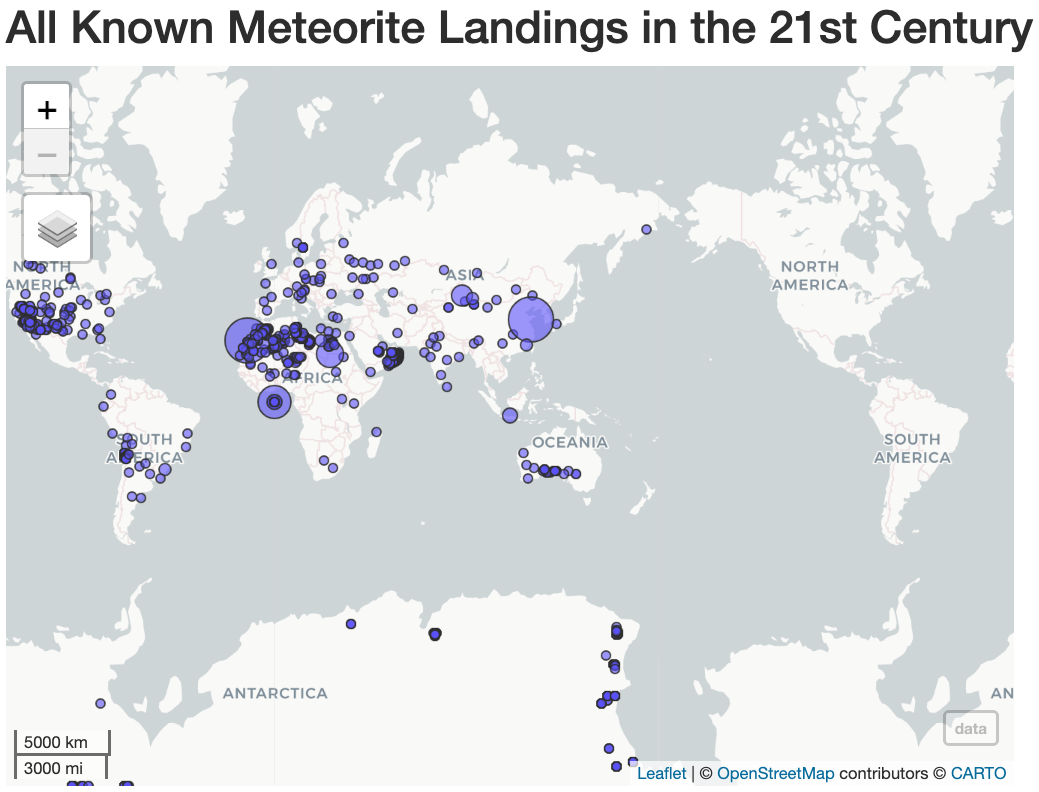 All Known Meteorite Landings in the 21st Century
+
−
NORTH
AMERICA
ASIA
NORTH
AMERICA
AFRICA
SOUTH
AMERICA
OCEANIA
SOUTH
AMERICA
ANTARCTICA
AN
data
5000 km
3000 mi
Leaflet | © OpenStreetMap contributors © CARTO